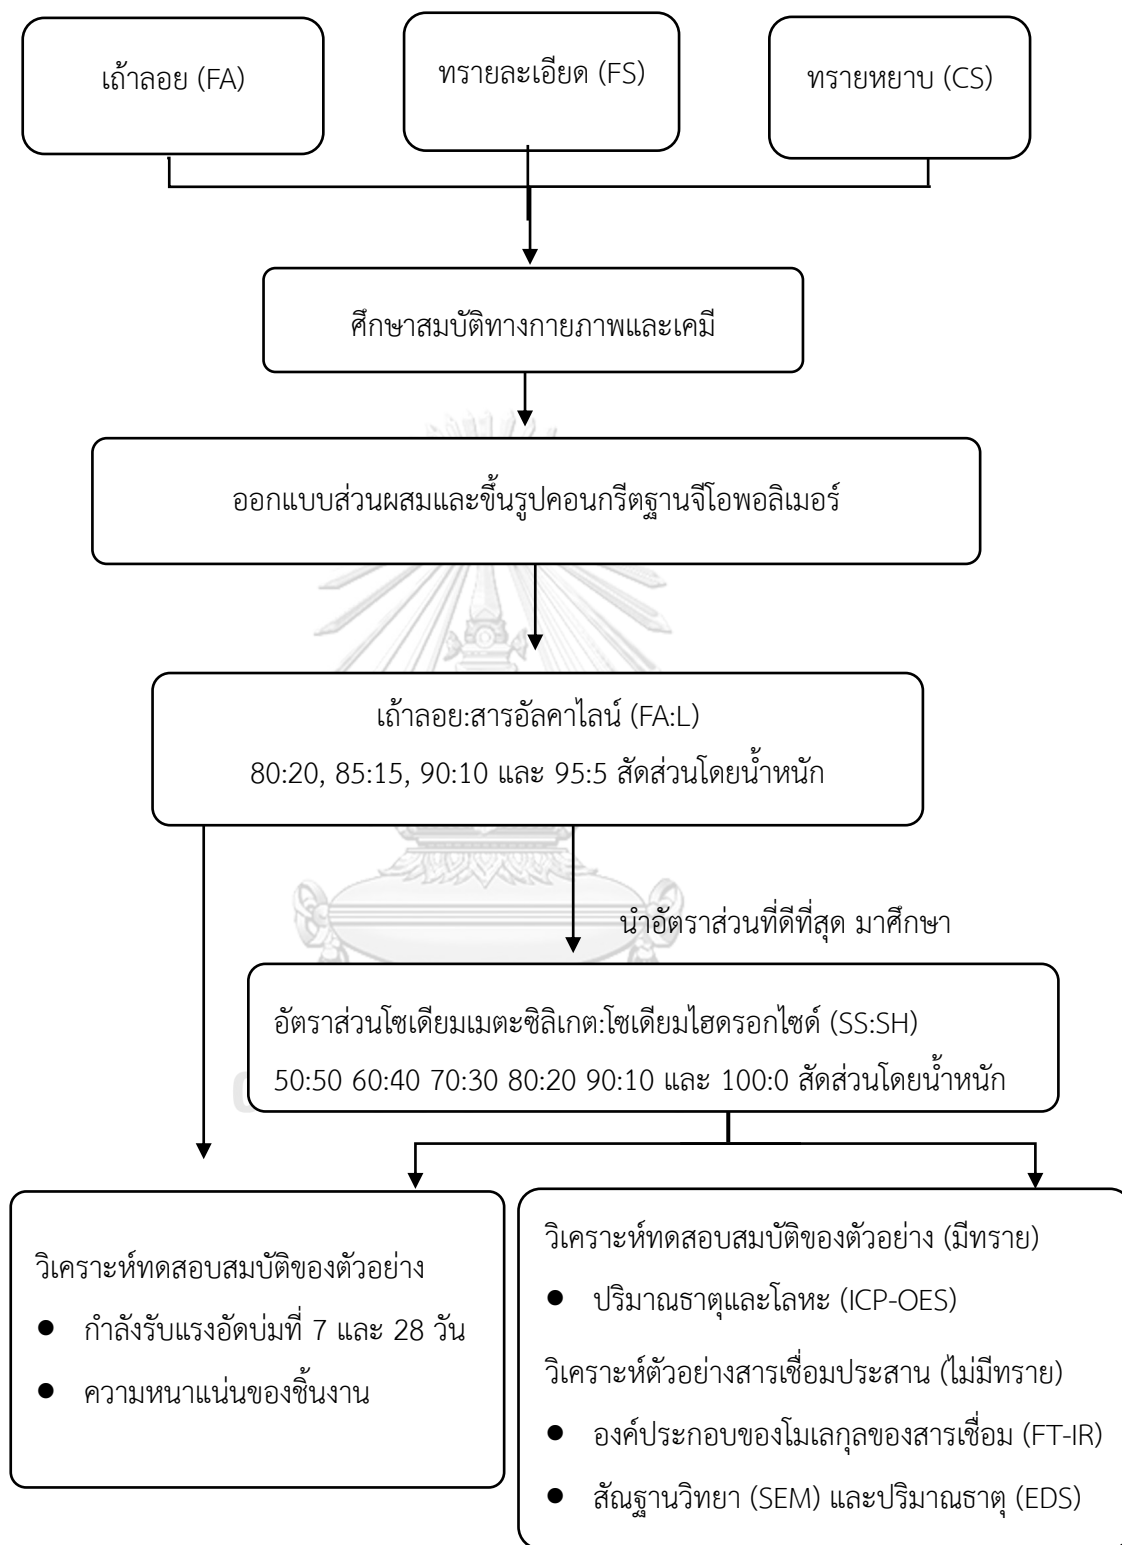 เถ้าลอย (FA)
ทรายละเอียด (FS)
ทรายหยาบ (CS)
ศึกษาสมบัติทางกายภาพและเคมี
ออกแบบส่วนผสมและขึ้นรูปคอนกรีตฐานจีโอพอลิเมอร์
เถ้าลอย:สารอัลคาไลน์ (FA:L)
80:20, 85:15, 90:10 และ 95:5 สัดส่วนโดยน้ำหนัก
นำอัตราส่วนที่ดีที่สุด มาศึกษา
อัตราส่วนโซเดียมเมตะซิลิเกต:โซเดียมไฮดรอกไซด์ (SS:SH)
50:50 60:40 70:30 80:20 90:10 และ 100:0 สัดส่วนโดยน้ำหนัก
วิเคราะห์ทดสอบสมบัติของตัวอย่าง
● กำลังรับแรงอัดบ่มที่ 7 และ 28 วัน
● ความหนาแน่นของชิ้นงาน
วิเคราะห์ทดสอบสมบัติของตัวอย่าง (มีทราย)
● ปริมาณธาตุและโลหะ (ICP-OES)
วิเคราะห์ตัวอย่างสารเชื่อมประสาน (ไม่มีทราย)
● องค์ประกอบของโมเลกุลของสารเชื่อม (FT-IR)
● สัณฐานวิทยา (SEM) และปริมาณธาตุ (EDS)